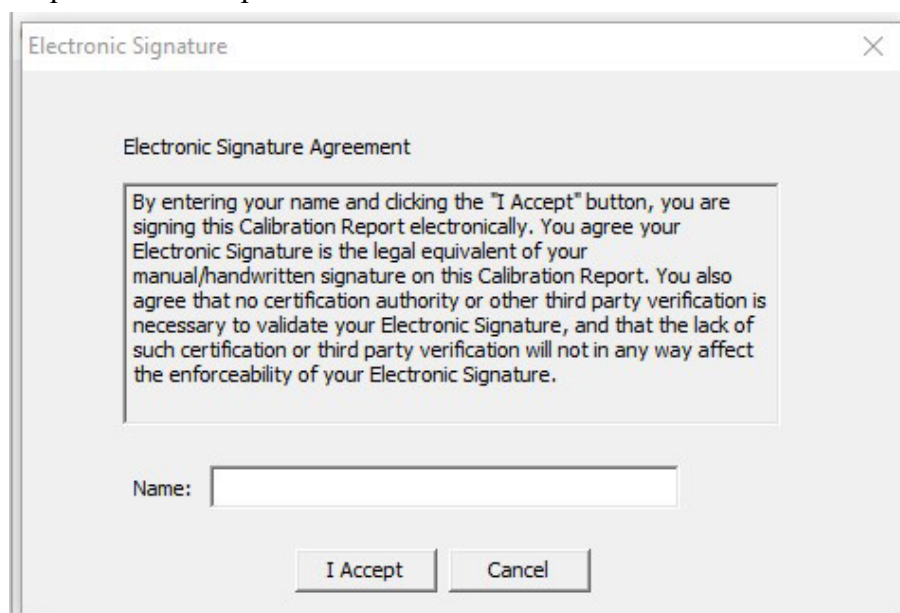 Electronic Signature
Electronic Signature Agreement
By entering your name and clicking the "I Accept" button, you are
signing this Calibration Report electronically. You agree your
Electronic Signature is the legal equivalent of your
manual/handwritten signature on this Calibration Report. You also
agree that no certification authority or other third party verification is
necessary to validate your Electronic Signature, and that the lack of
such certification or third party verification will not in any way affect
the enforceability of your Electronic Signature.
Name:
I Accept Cancel